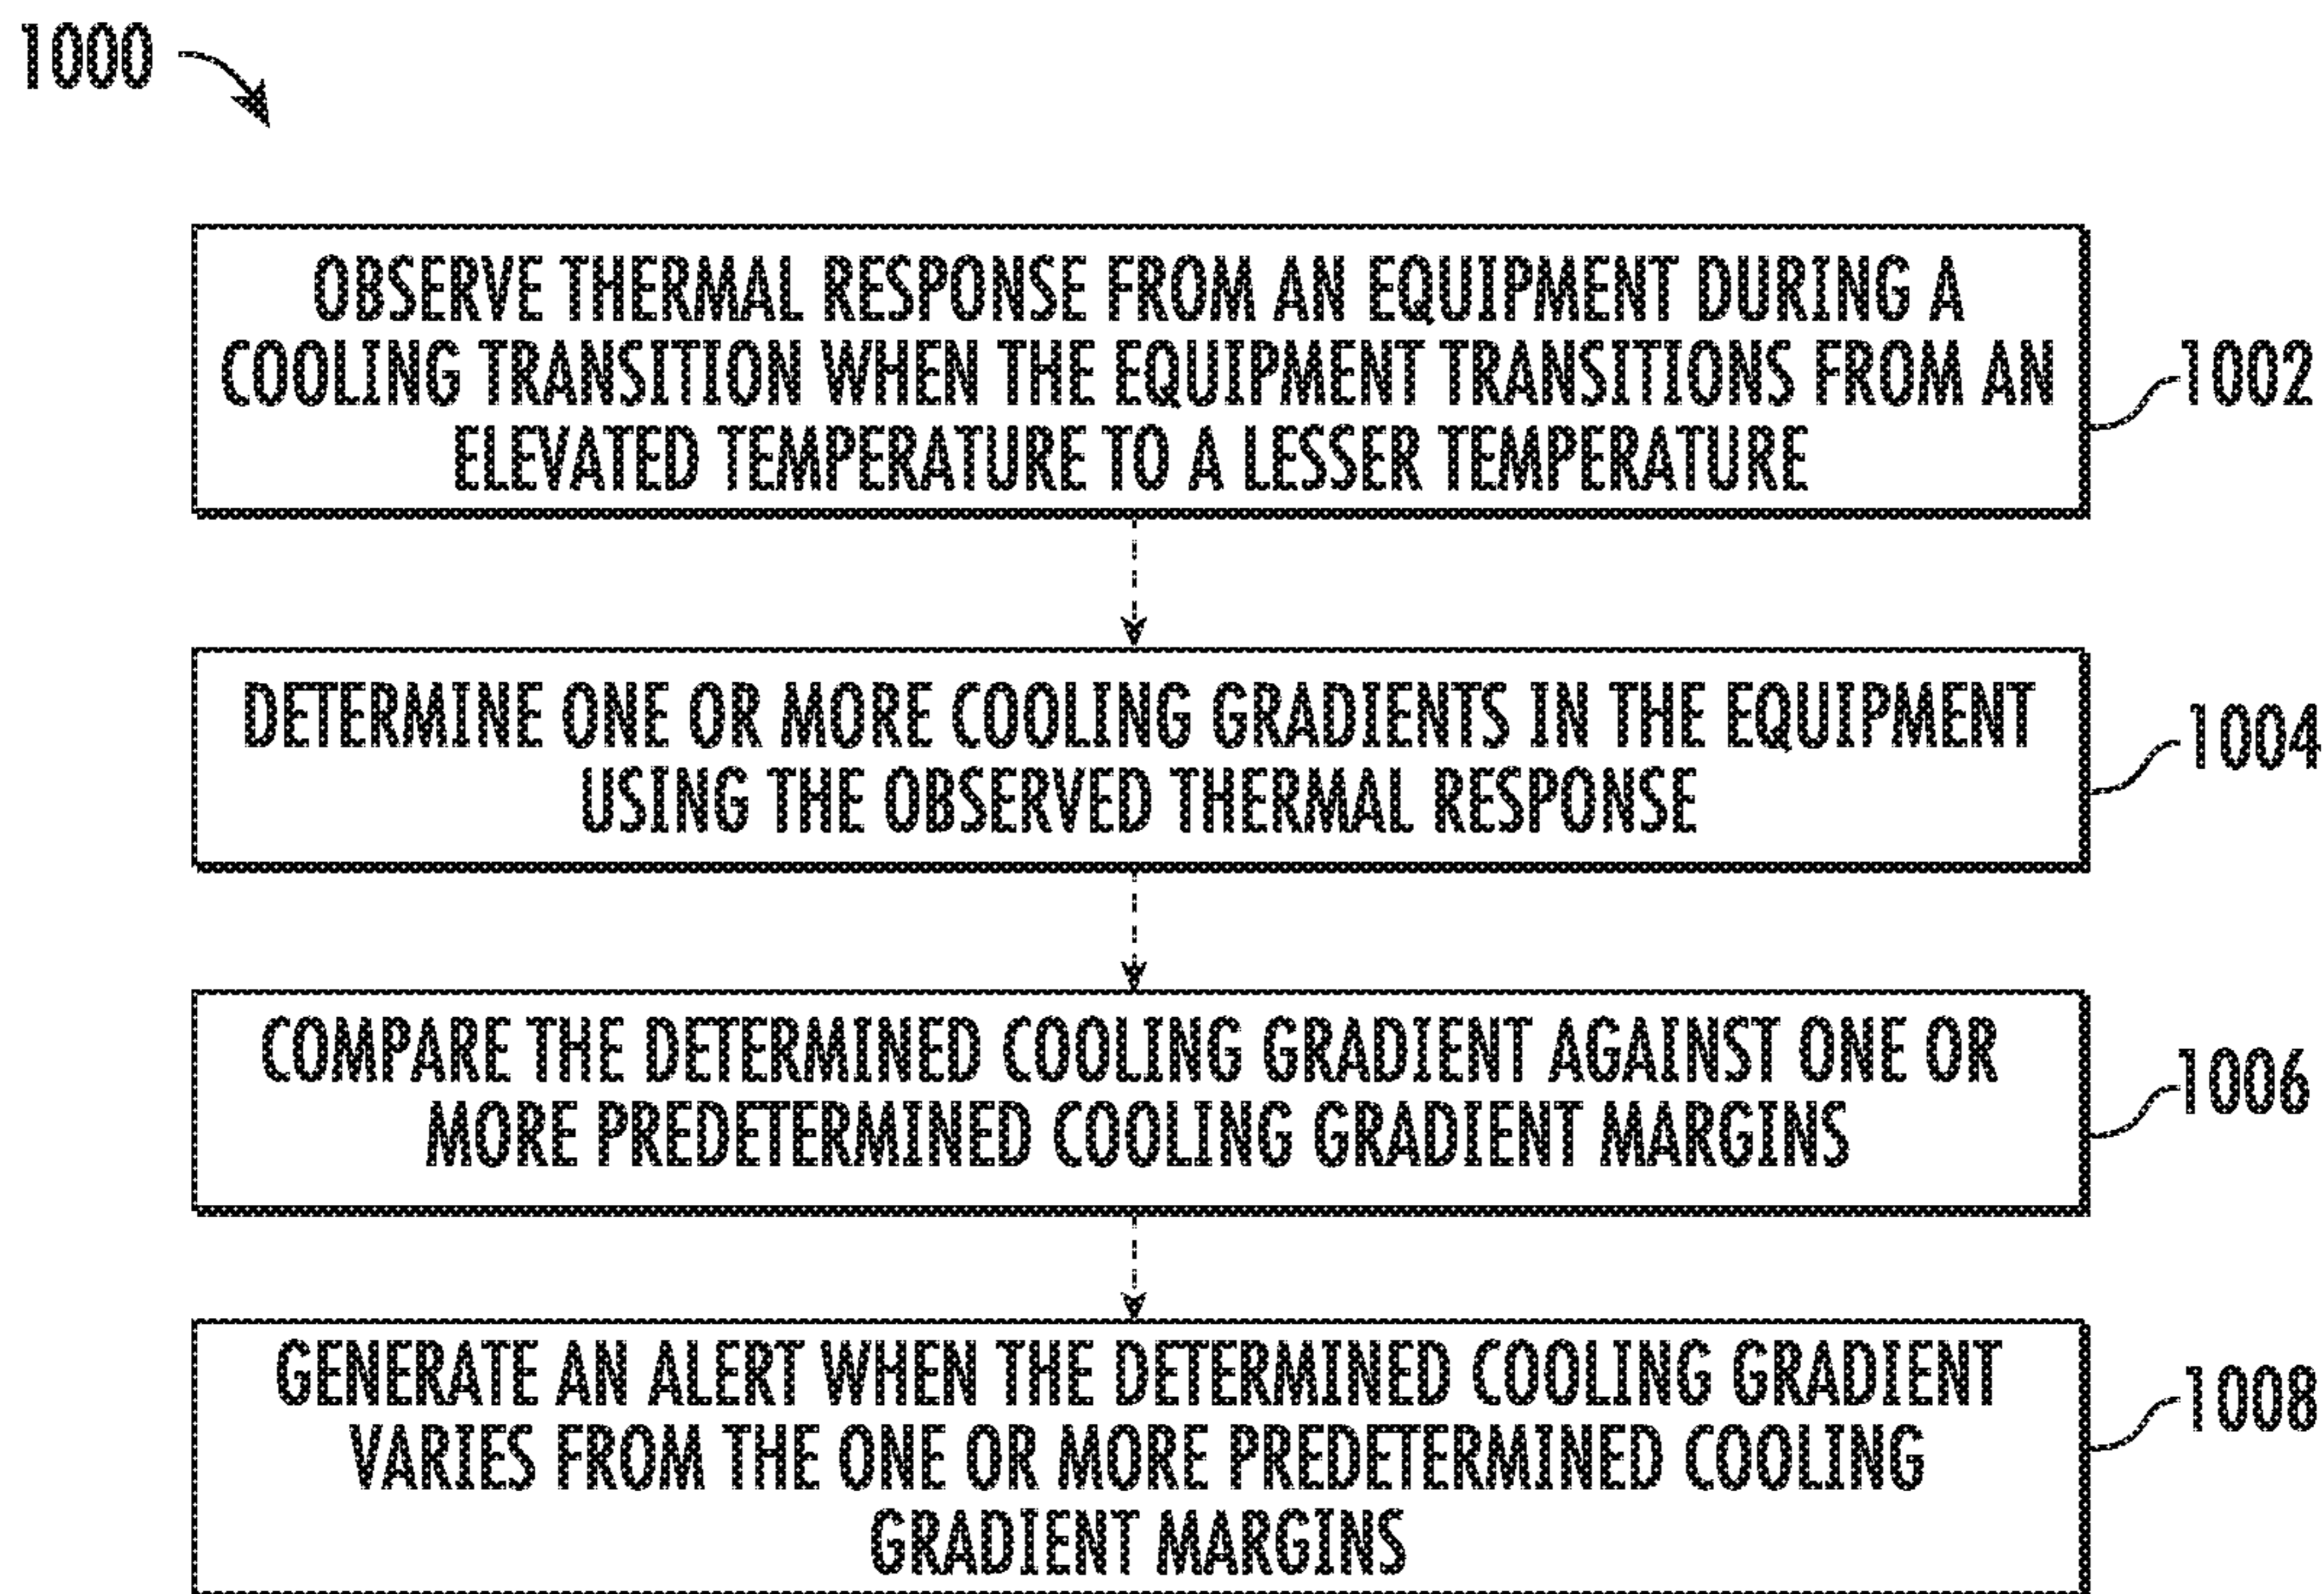 1000
OBSERVE THERMAL RESPONSE FROM AN EQUIPMENT DURING A
COOLING TRANSITION WHEN THE EQUIPMENT TRANSITIONS FROM AN
ELEVATED TEMPERATURE TO A LESSER TEMPERATURE
1002
DETERMINE ONE OR MORE COOLING GRADIENTS IN THE EQUIPMENT
USING THE OBSERVED THERMAL RESPONSE
1004
COMPARE THE DETERMINED COOLING GRADIENT AGAINST ONE OR
MORE PREDETERMINED COOLING GRADIENT MARGINS
1006
GENERATE AN ALERT WHEN THE DETERMINED COOLING GRADIENT
VARIES FROM THE ONE OR MORE PREDETERMINED COOLING
GRADIENT MARGINS
1008